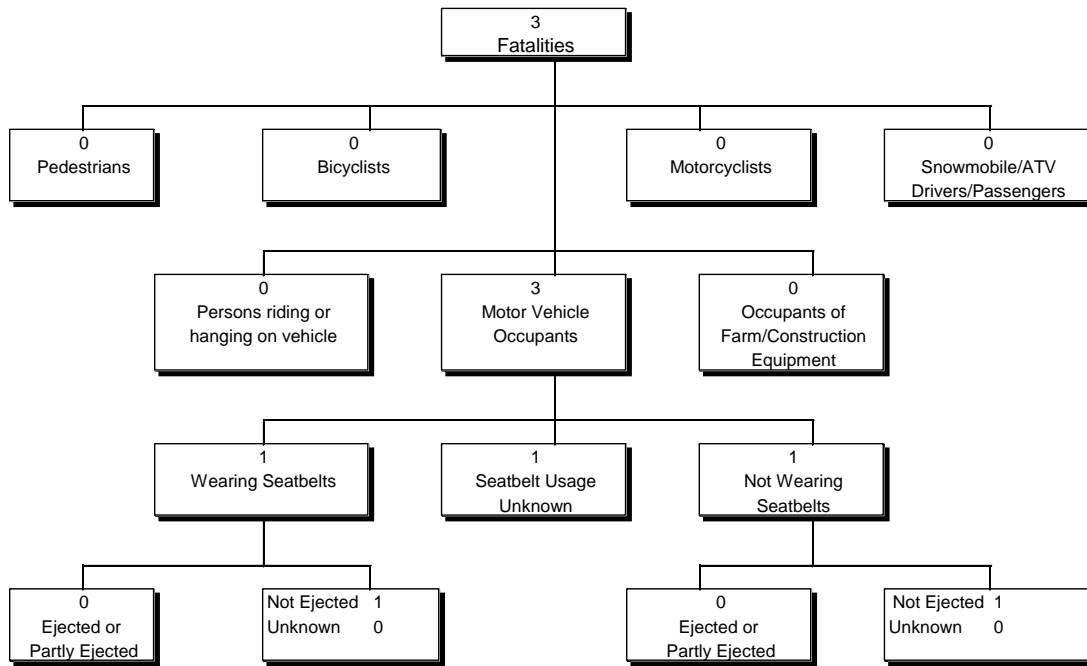 3
Fatalities
0
Pedestrians
0
Bicyclists
0
Motorcyclists
0
Snowmobile/ATV
Drivers/Passengers
0
Persons riding or
hanging on vehicle
3
Motor Vehicle
Occupants
0
Occupants of
Farm/Construction
Equipment
1
Wearing Seatbelts
1
Seatbelt Usage
Unknown
1
Not Wearing
Seatbelts
0
Ejected or
Partly Ejected
Not Ejected 1
Unknown 0
0
Ejected or
Partly Ejected
Not Ejected 1
Unknown 0